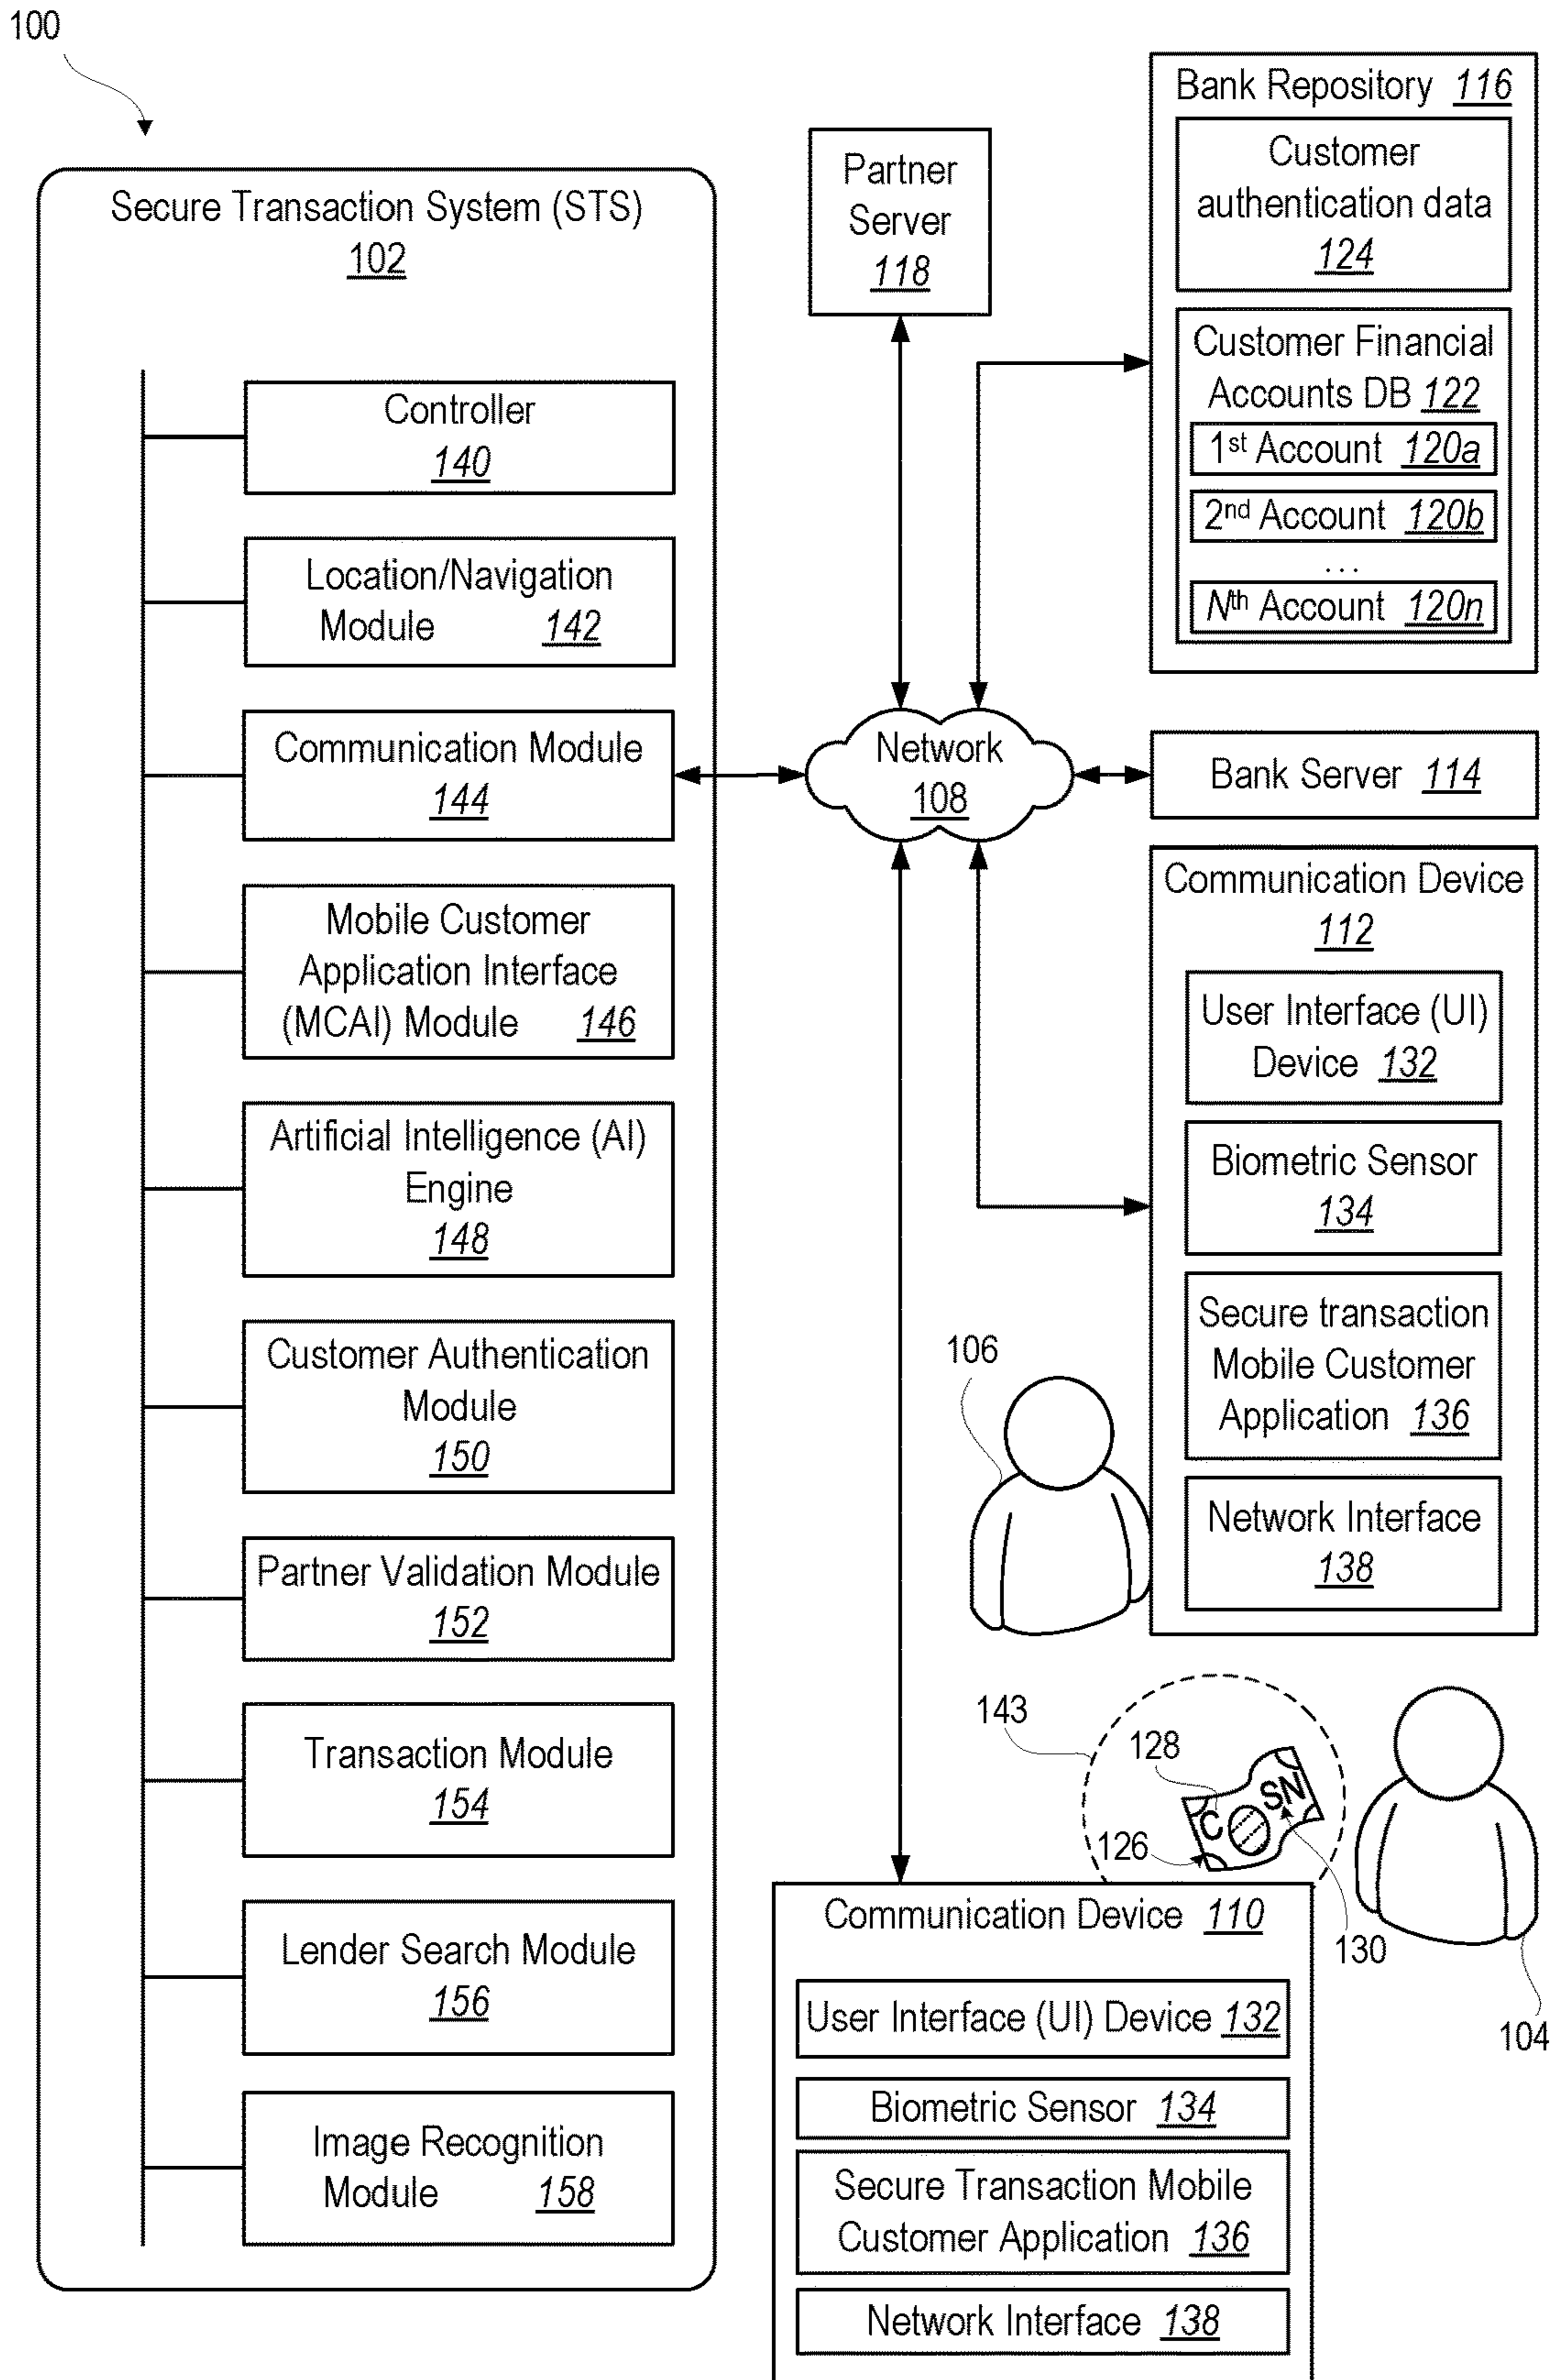 100
Secure Transaction System (STS)
102
Controller
140
Location/Navigation
Module 142
Communication Module
144
Mobile Customer
Application Interface
(MCAI) Module 146
Artificial Intelligence (AI)
Engine
148
Customer Authentication
Module
150
Partner Validation Module
152
Transaction Module
154
Lender Search Module
156
Image Recognition
Module 158
Partner
Server
118
Network
108
Bank Repository 116
Customer
authentication data
124
Customer Financial
Accounts DB 122
1st Account 120a
2nd Account 120b
...
Nth Account 120n
Bank Server 114
Communication Device
112
User Interface (UI)
Device 132
Biometric Sensor
134
Secure transaction
Mobile Customer
Application 136
Network Interface
138
106
143
128
C
SN
126
130
104
Communication Device 110
User Interface (UI) Device 132
Biometric Sensor 134
Secure Transaction Mobile
Customer Application 136
Network Interface 138